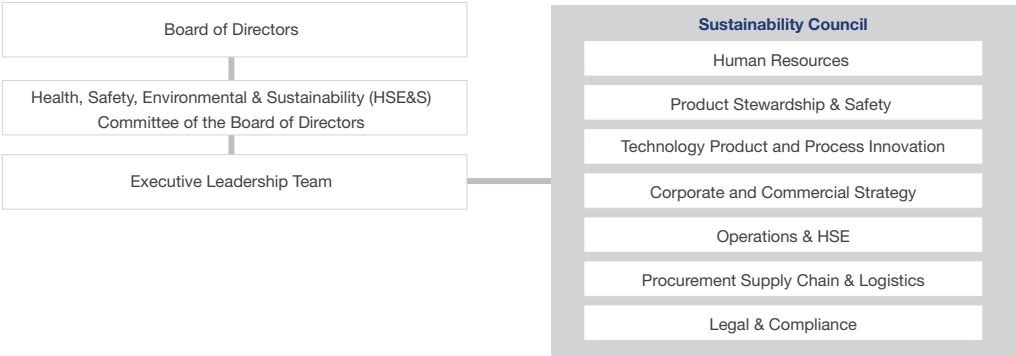 Board of Directors
Health, Safety, Environmental & Sustainability (HSE&S)
Committee of the Board of Directors
Executive Leadership Team
Sustainability Council
Human Resources
Product Stewardship & Safety
Technology Product and Process Innovation
Corporate and Commercial Strategy
Operations & HSE
Procurement Supply Chain & Logistics
Legal & Compliance